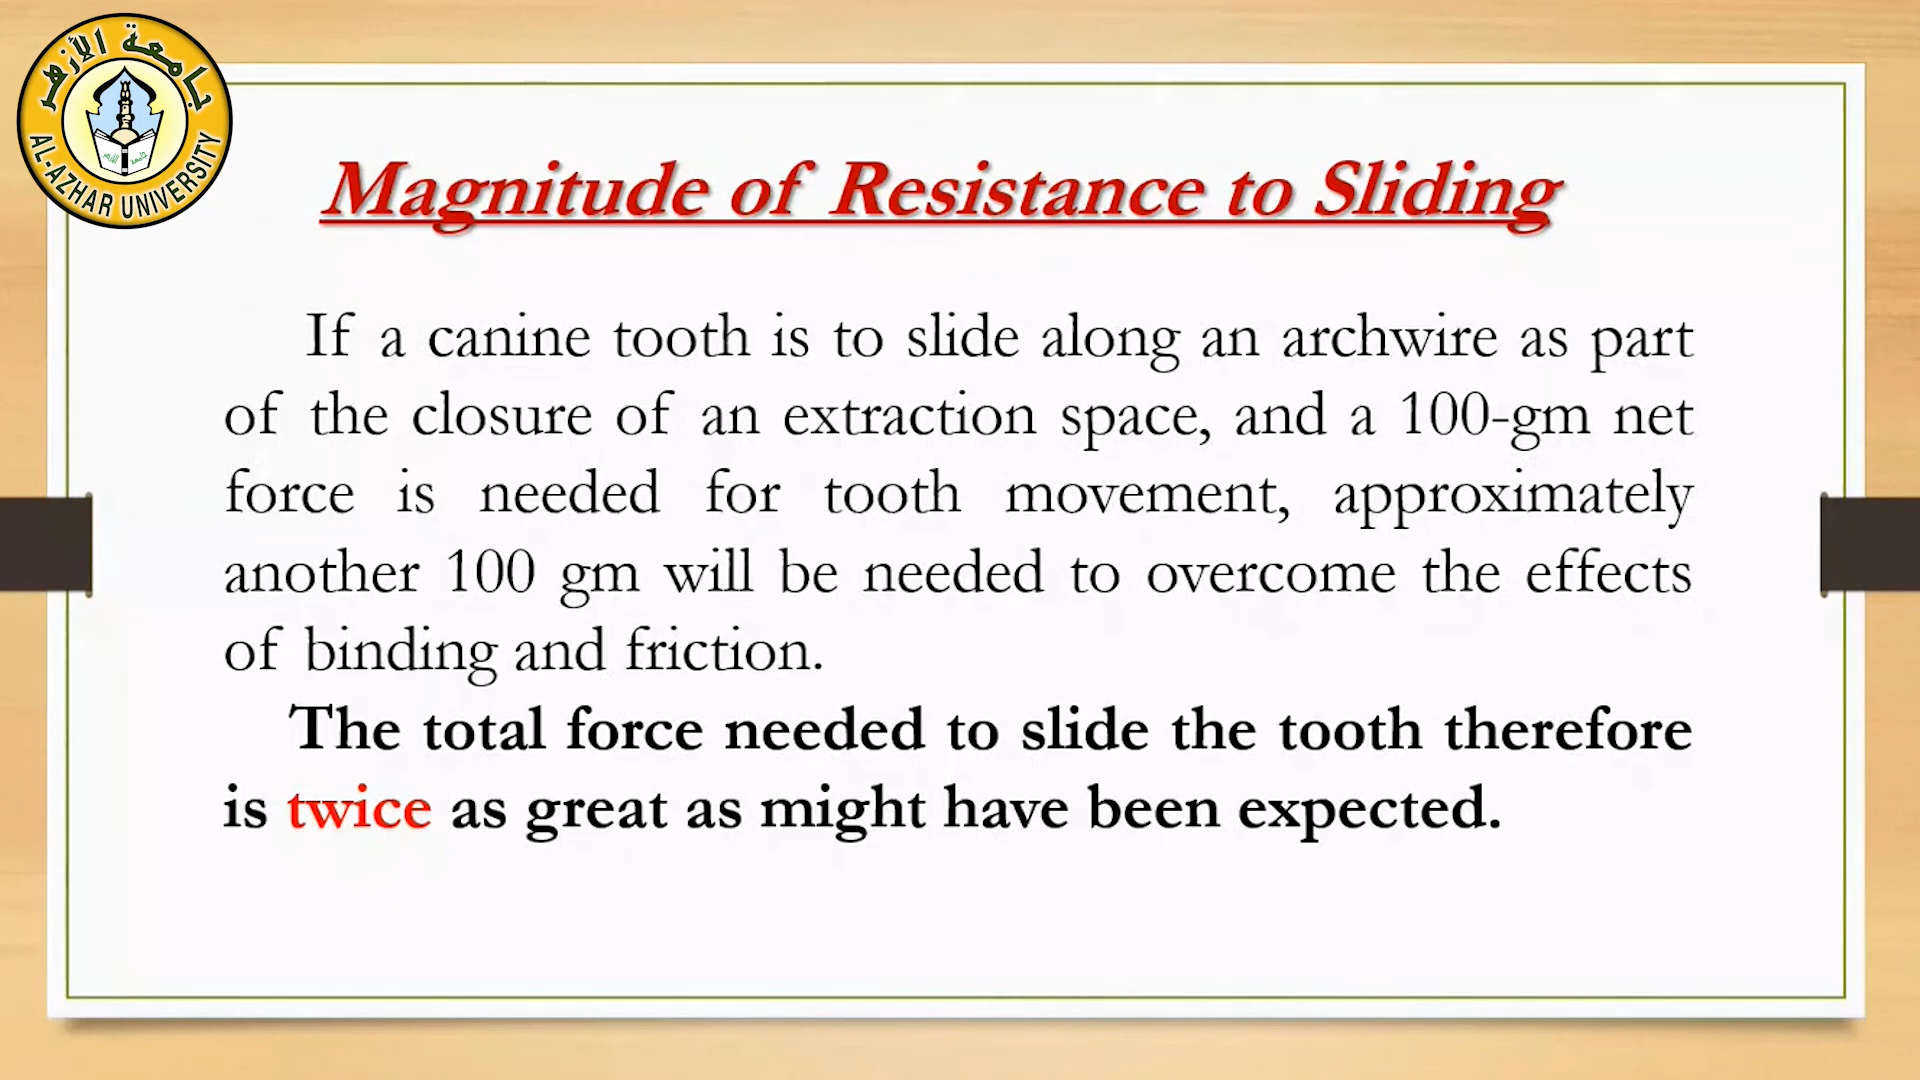 جامعة الأزهر
AL-AZHAR UNIVERSITY
Magnitude of Resistance to Sliding
If a canine tooth is to slide along an archwire as part
of the closure of an extraction space, and a 100-gm net
force is needed for tooth movement, approximately
another 100 gm will be needed to overcome the effects
of binding and friction.
The total force needed to slide the tooth therefore
is twice as great as might have been expected.